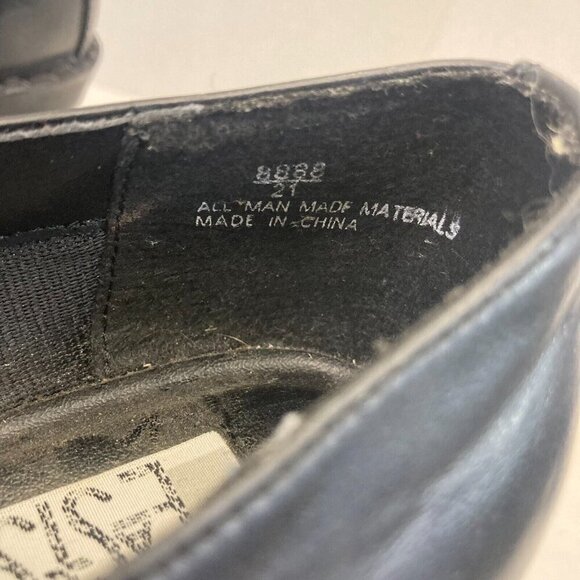 8888
21
ALL MAN MADE MATERIALS
MADE IN CHINA